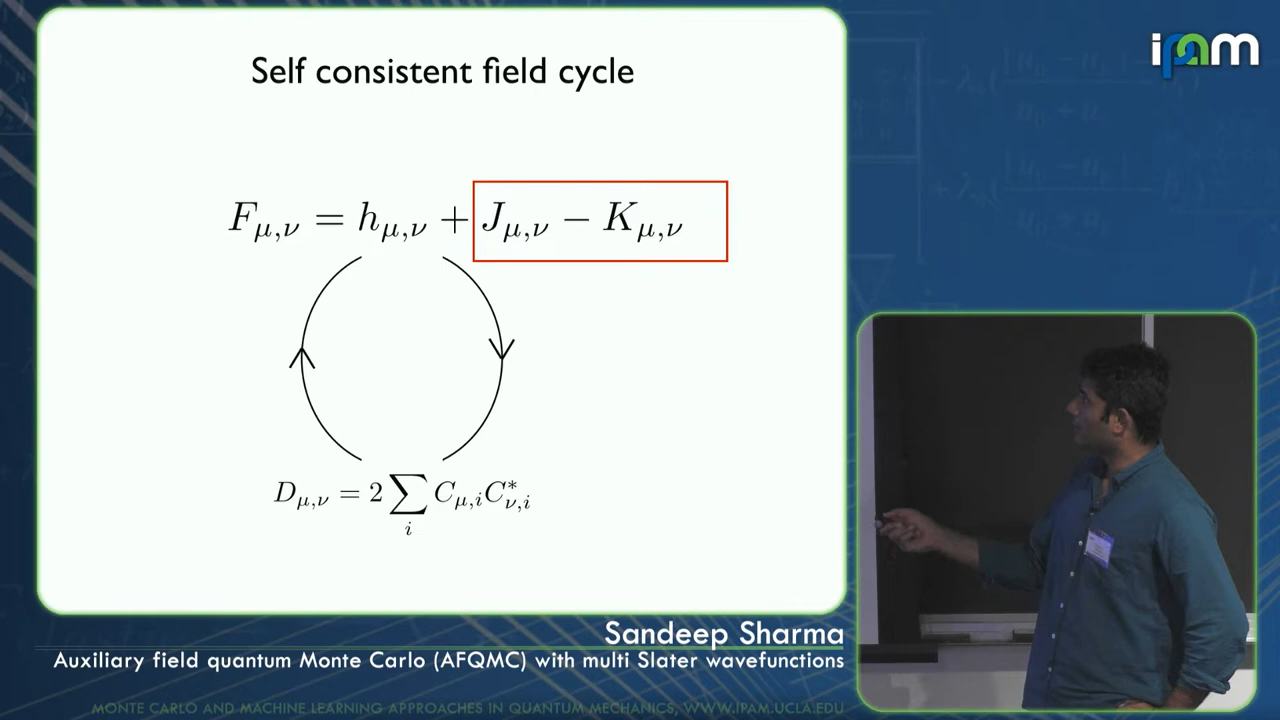 ipam
Self consistent field cycle
F_{μ,ν} = h_{μ,ν} + J_{μ,ν} − K_{μ,ν}
D_{μ,ν} = 2 ∑_i C_{μ,i} C^*_{ν,i}
Sandeep Sharma
Auxiliary field quantum Monte Carlo (AFQMC) with multi Slater wavefunctions
MONTE CARLO AND MACHINE LEARNING APPROACHES IN QUANTUM MECHANICS, WWW.IPAM.UCLA.EDU